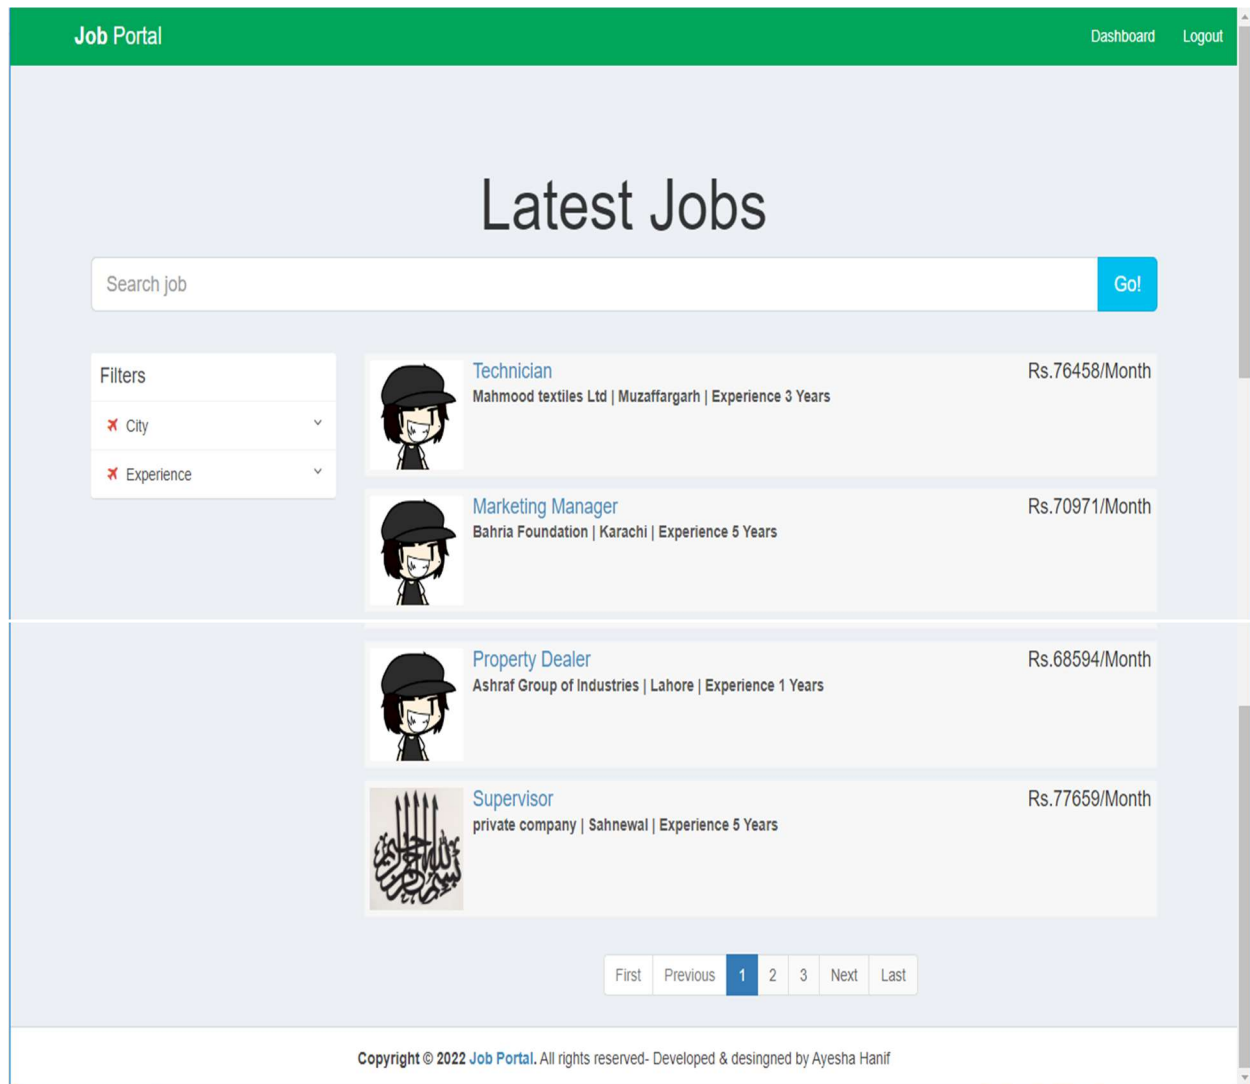 Job Portal
Dashboard
Logout
Latest Jobs
Search job
Go!
Filters
City
Experience
Technician
Rs.76458/Month
Mahmood textiles Ltd | Muzaffargarh | Experience 3 Years
Marketing Manager
Rs.70971/Month
Bahria Foundation | Karachi | Experience 5 Years
Property Dealer
Rs.68594/Month
Ashraf Group of Industries | Lahore | Experience 1 Years
Supervisor
Rs.77659/Month
private company | Sahnewal | Experience 5 Years
بسم الله الرحمن الرحيم
First Previous 1 2 3 Next Last
Copyright © 2022 Job Portal. All rights reserved- Developed & desingned by Ayesha Hanif